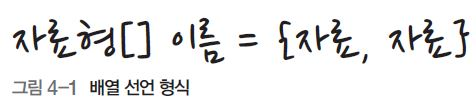 자료형[] 이름 = {자료, 자료}
그림 4-1 배열 선언 형식